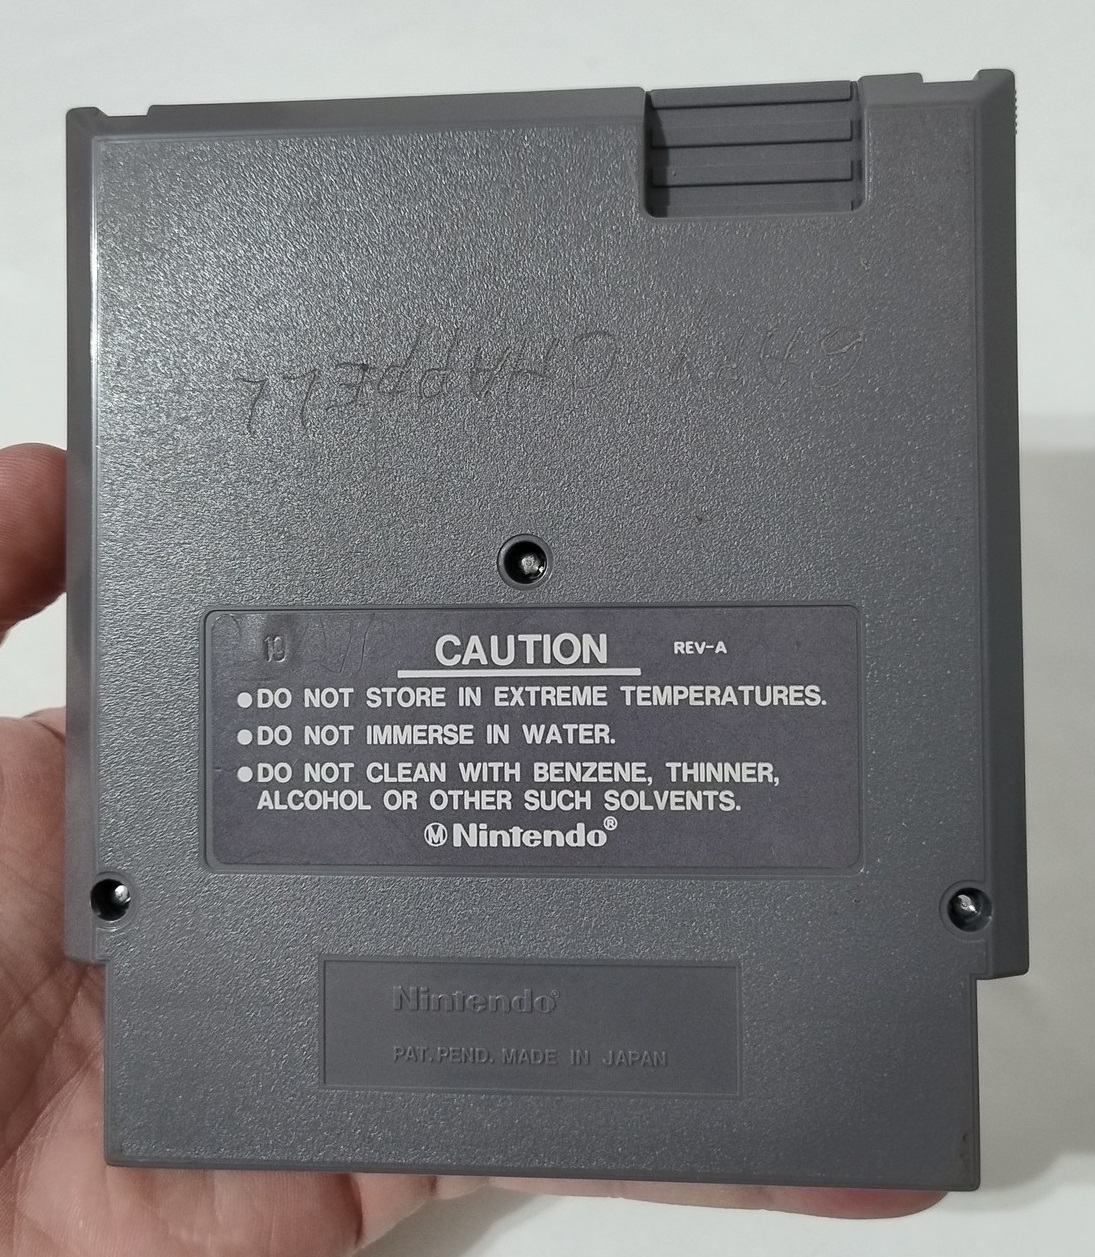 GARY CHAPPELL
CAUTION REV-A
●DO NOT STORE IN EXTREME TEMPERATURES.
●DO NOT IMMERSE IN WATER.
●DO NOT CLEAN WITH BENZENE, THINNER,
ALCOHOL OR OTHER SUCH SOLVENTS.
ⓂNintendo®
Nintendo®
PAT. PEND. MADE IN JAPAN